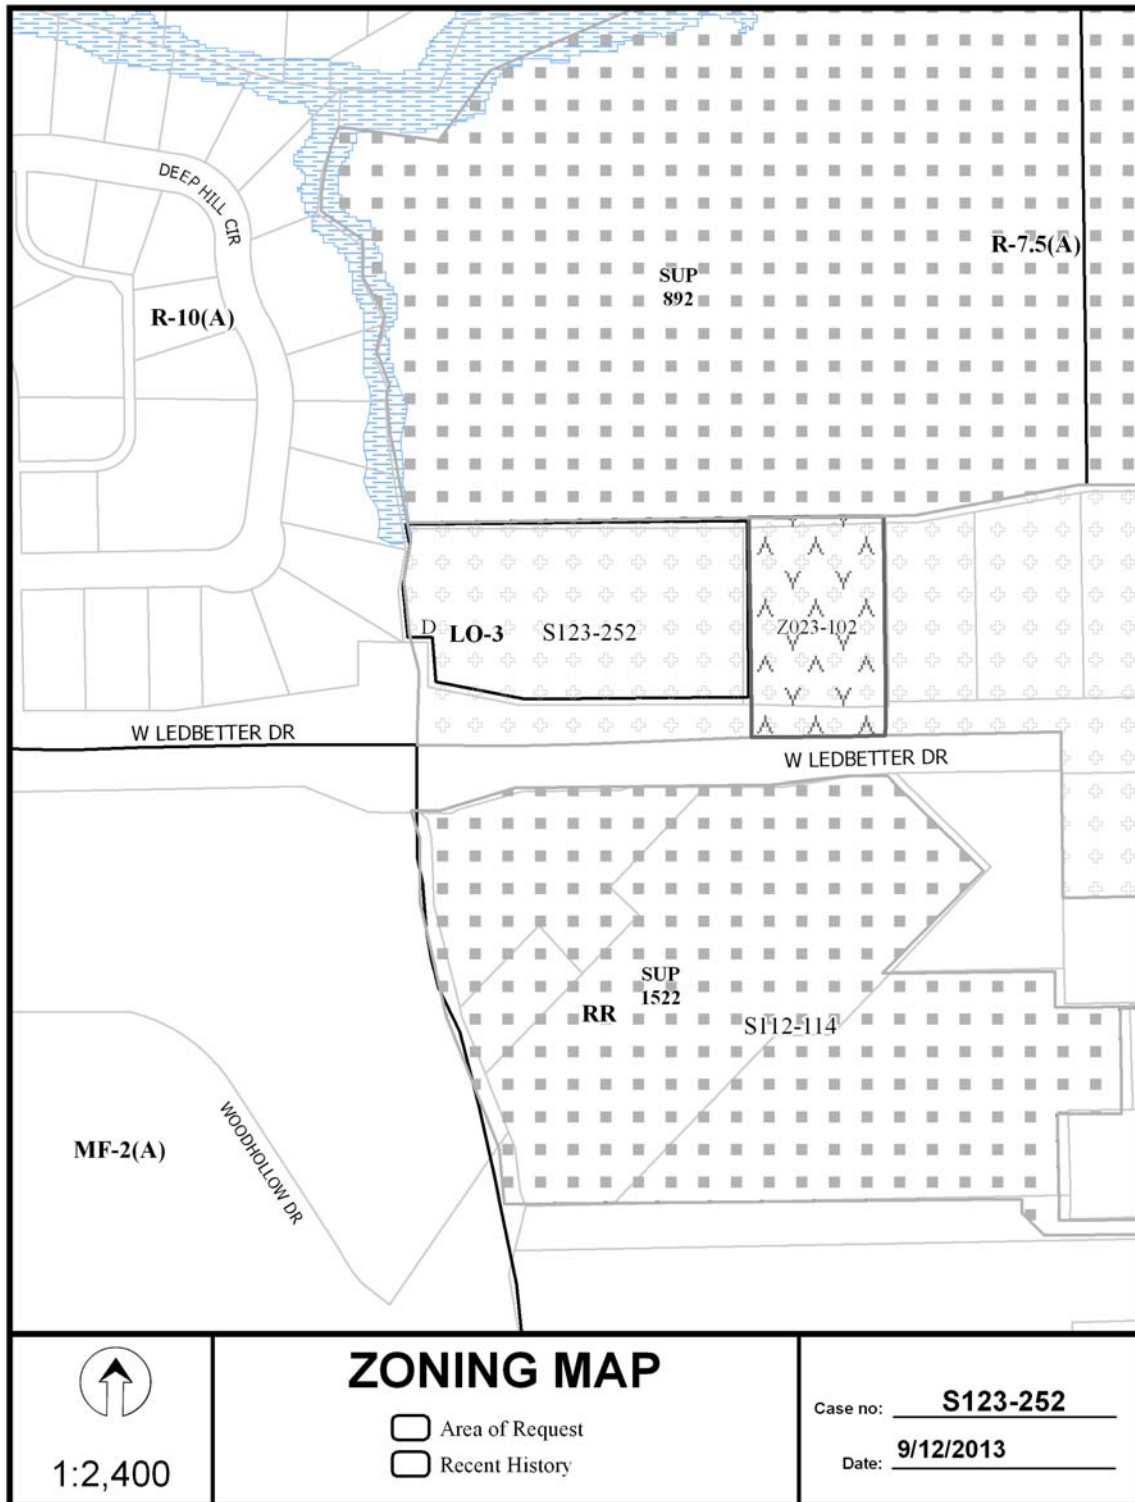 DEEP HILL CIR
R-7.5(A)
SUP
892
R-10(A)
D
LO-3
S123-252
Z023-102
W LEDBETTER DR
W LEDBETTER DR
SUP
1522
RR
S112-114
WOODHOLLOW DR
MF-2(A)
1:2,400
ZONING MAP
Area of Request
Recent History
Case no: S123-252
Date: 9/12/2013